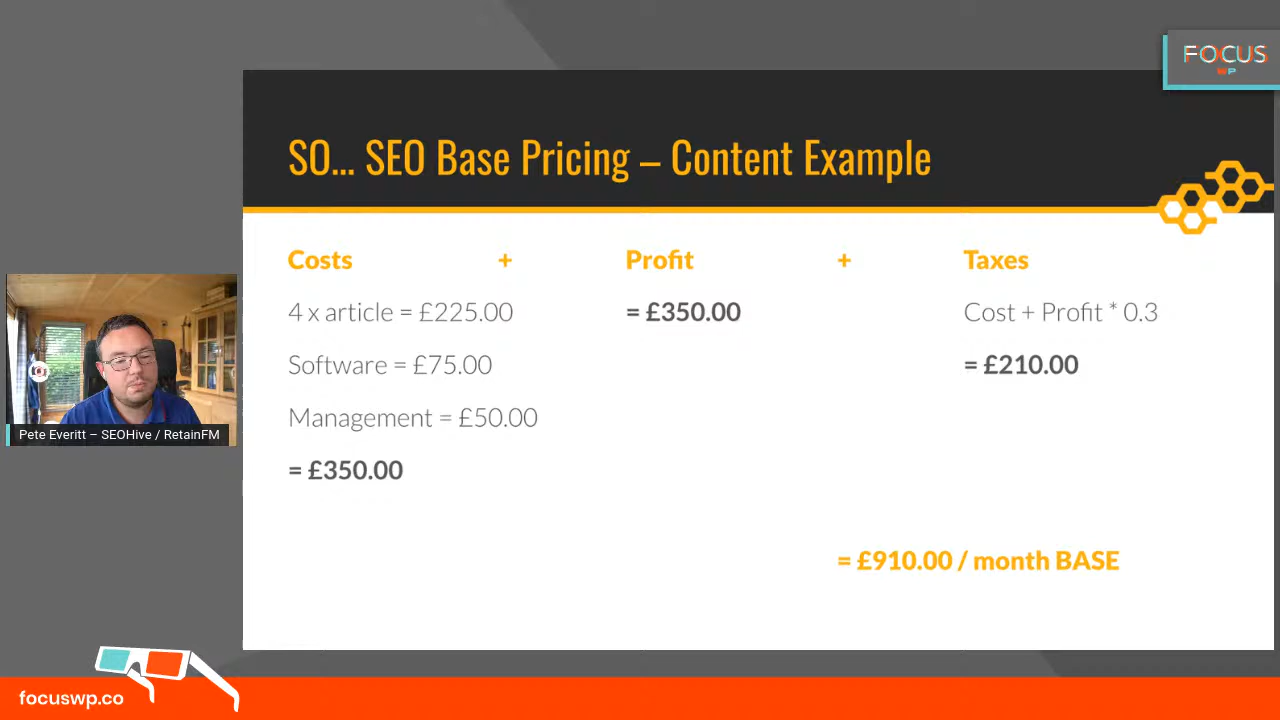 FOCUS
WP
SO... SEO Base Pricing – Content Example
Costs + Profit + Taxes
4 x article = £225.00 = £350.00 Cost + Profit * 0.3
Software = £75.00 = £210.00
Management = £50.00
= £350.00
= £910.00 / month BASE
Pete Everitt – SEOHive / RetainFM
focuswp.co